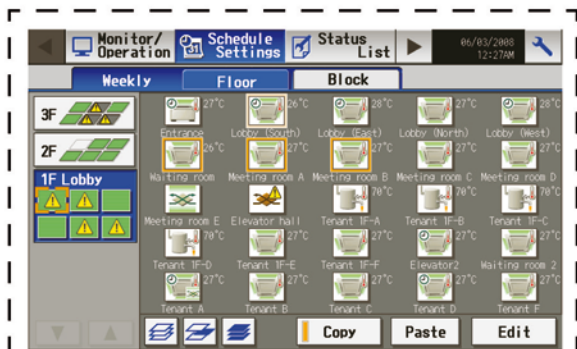 Monitor/ Operation Schedule Settings Status List 06/03/2008 12:27AM
Weekly Floor Block
3F
2F
1F Lobby
27°C 26°C 28°C 27°C 28°C
Entrance Lobby (South) Lobby (East) Lobby (North) Lobby (West)
26°C 27°C 27°C 27°C 27°C
Waiting room Meeting room A Meeting room B Meeting room C Meeting room D
70°C 70°C 70°C
Meeting room E Elevator hall Tenant 1F-A Tenant 1F-B Tenant 1F-C
70°C 27°C 27°C 27°C 27°C
Tenant 1F-D Tenant 1F-E Tenant 1F-F Elevator2 Waiting room 2
27°C 27°C 27°C 27°C 27°C
Tenant A Tenant B Tenant C Tenant D Tenant F
Copy Paste Edit